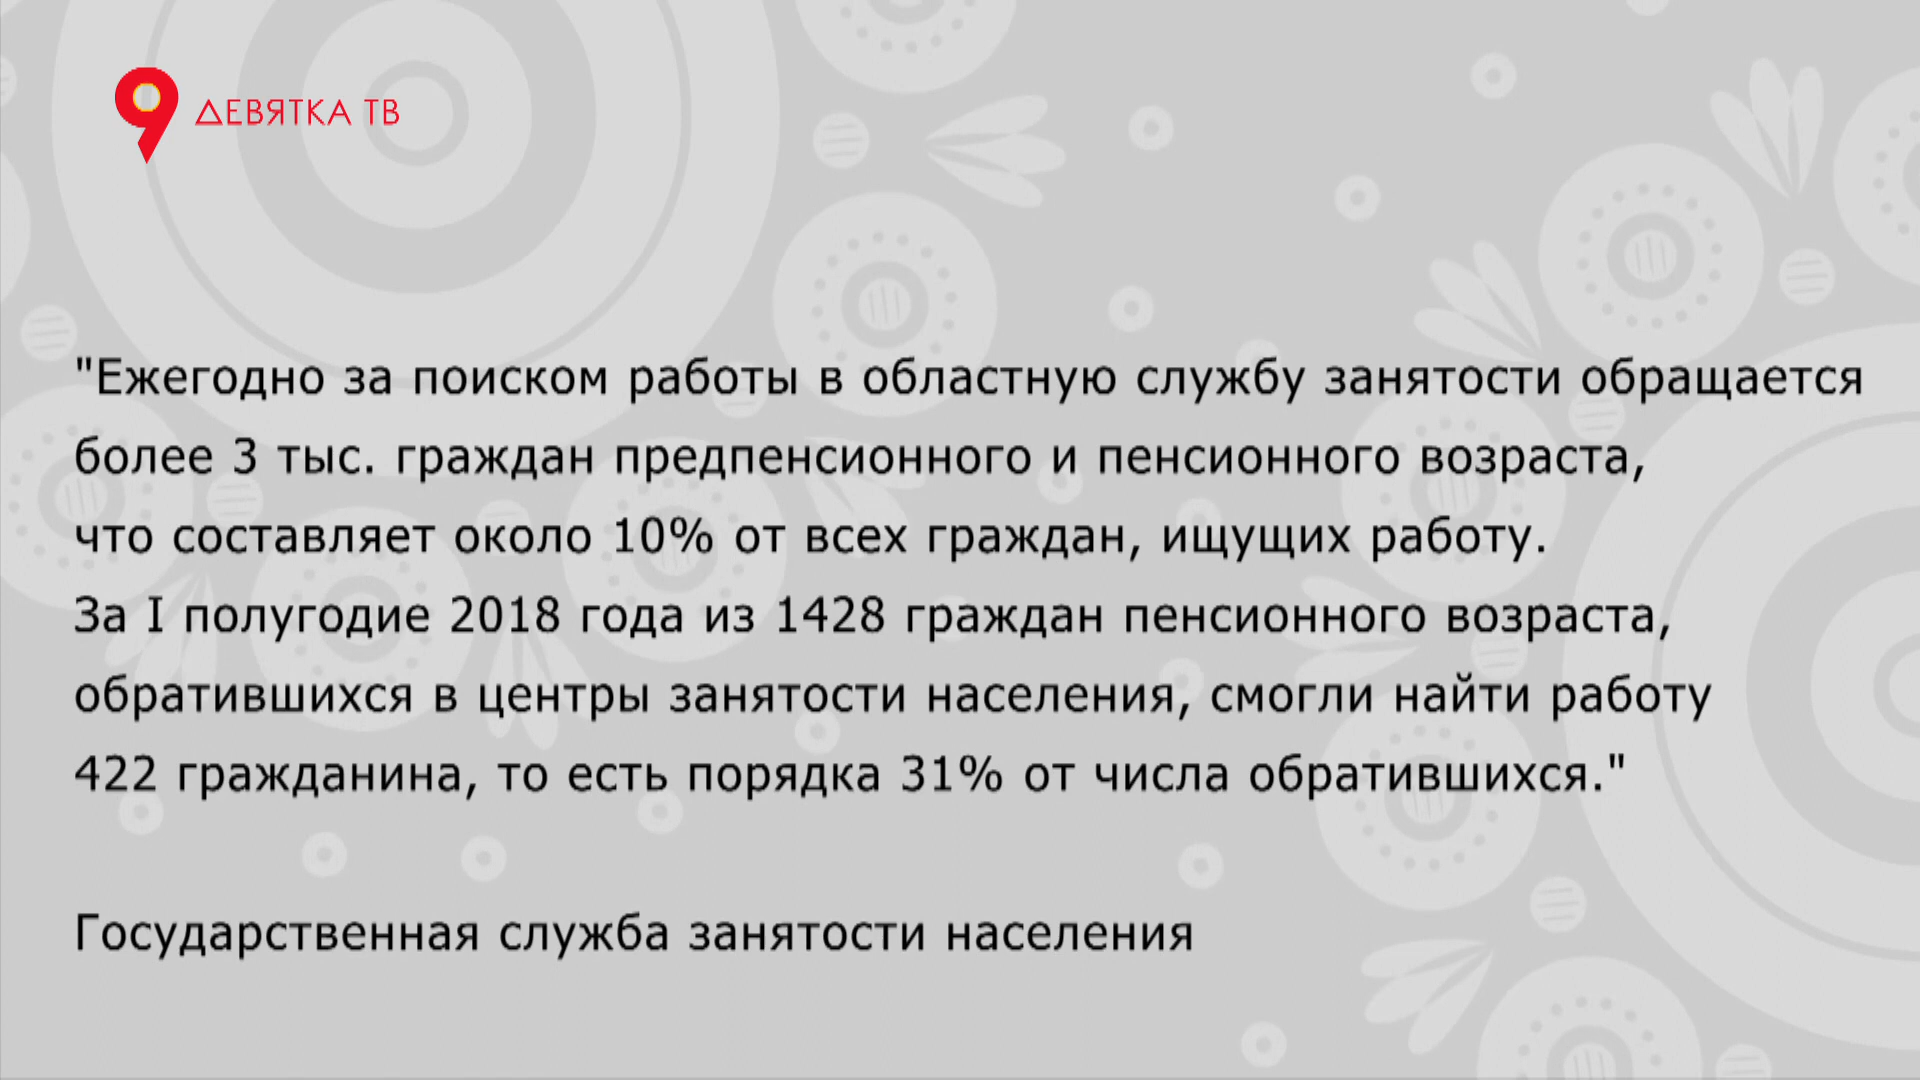 9 ДЕВЯТКА ТВ
"Ежегодно за поиском работы в областную службу занятости обращается
более 3 тыс. граждан предпенсионного и пенсионного возраста,
что составляет около 10% от всех граждан, ищущих работу.
За I полугодие 2018 года из 1428 граждан пенсионного возраста,
обратившихся в центры занятости населения, смогли найти работу
422 гражданина, то есть порядка 31% от числа обратившихся."
Государственная служба занятости населения